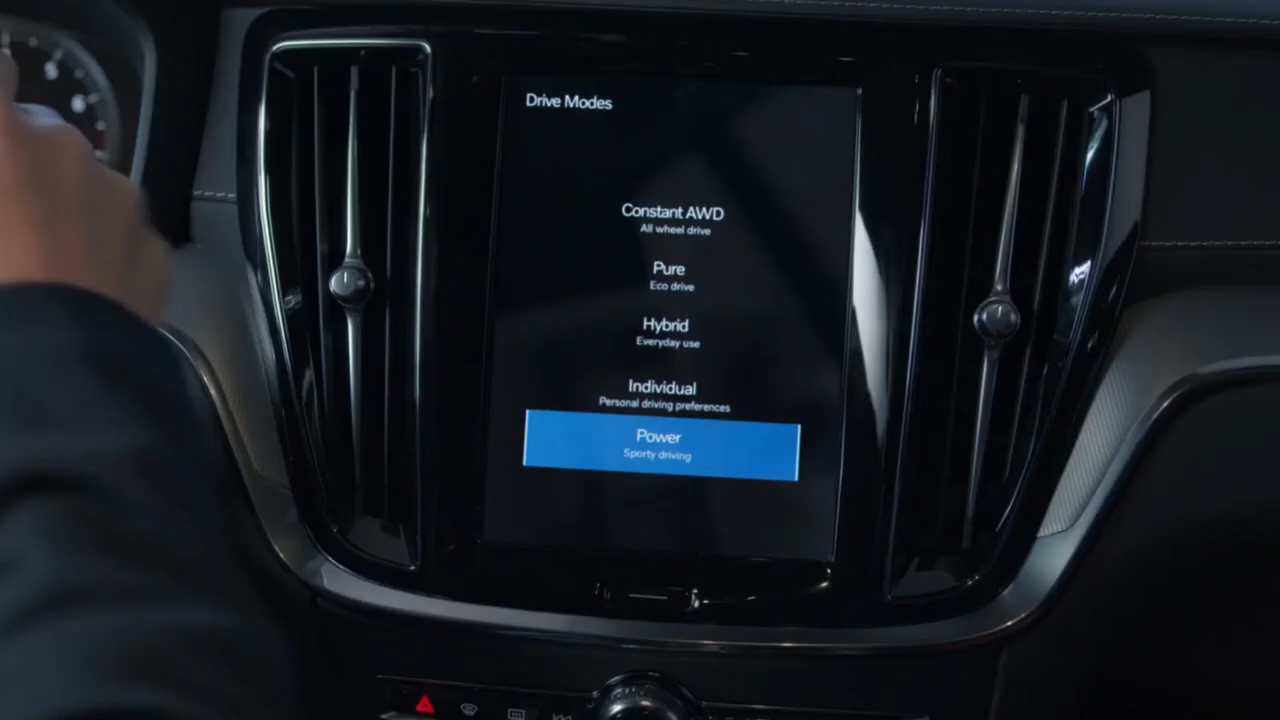 Drive Modes
Constant AWD
All wheel drive
Pure
Eco drive
Hybrid
Everyday use
Individual
Personal driving preferences
Power
Sporty driving